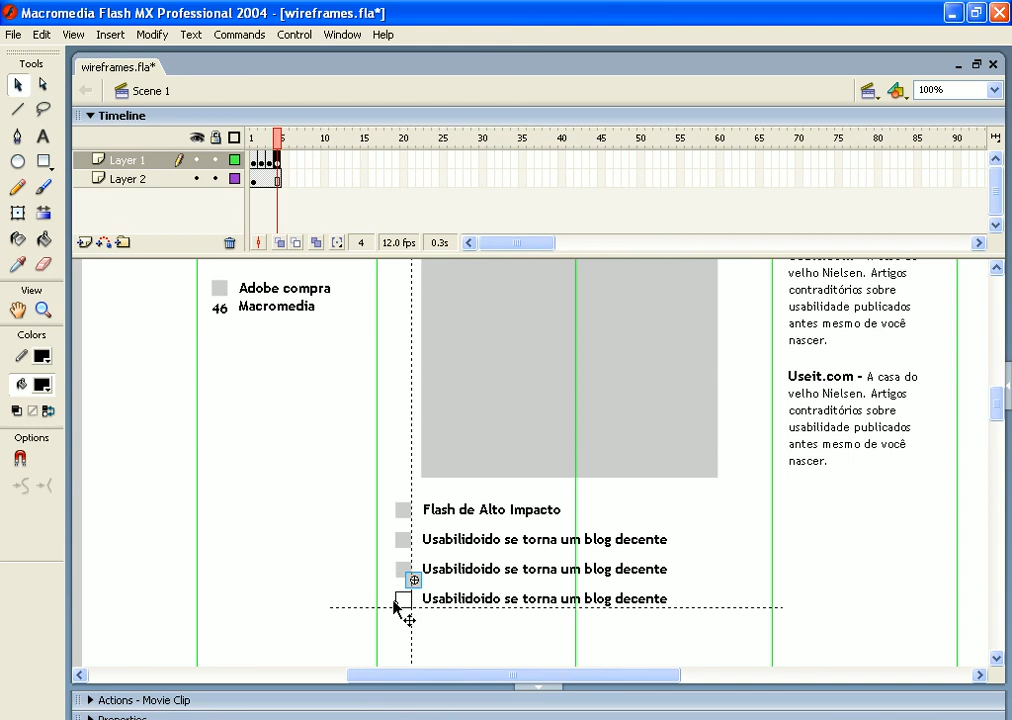 Macromedia Flash MX Professional 2004 - [wireframes.fla*]
File Edit View Insert Modify Text Commands Control Window Help
Tools
wireframes.fla*
Scene 1
100%
Timeline
1 5 10 15 20 25 30 35 40 45 50 55 60 65 70 75 80 85 90
Layer 1
Layer 2
4 12.0 fps 0.3s
View
Colors
Options
Adobe compra
46 Macromedia
Flash de Alto Impacto
Usabilidoido se torna um blog decente
Usabilidoido se torna um blog decente
Usabilidoido se torna um blog decente
velho Nielsen. Artigos
contraditórios sobre
usabilidade publicados
antes mesmo de você
nascer.
Useit.com - A casa do
velho Nielsen. Artigos
contraditórios sobre
usabilidade publicados
antes mesmo de você
nascer.
Actions - Movie Clip
Properties